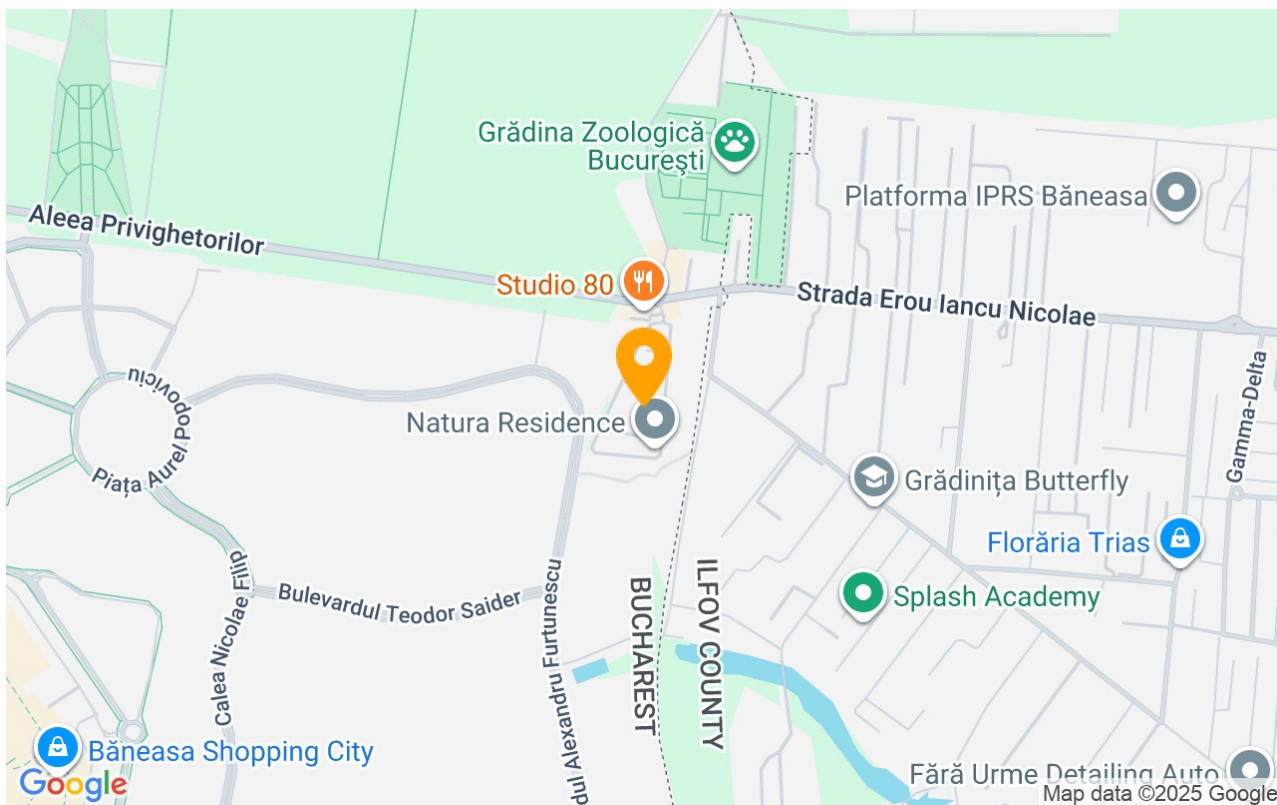 Grădina Zoologică
București
Platforma IPRS Băneasa
Aleea Privighetorilor
Studio 80
Strada Erou Iancu Nicolae
Gamma-Delta
Piața Aurel Popoviciu
Natura Residence
Grădinița Butterfly
Florăria Trias
Splash Academy
Bulevardul Teodor Saider
Calea Nicolae Filip
dul Alexandru Furtunescu
BUCHAREST
ILFOV COUNTY
Băneasa Shopping City
Fără Urme Detailing Auto
Google
Map data ©2025 Google